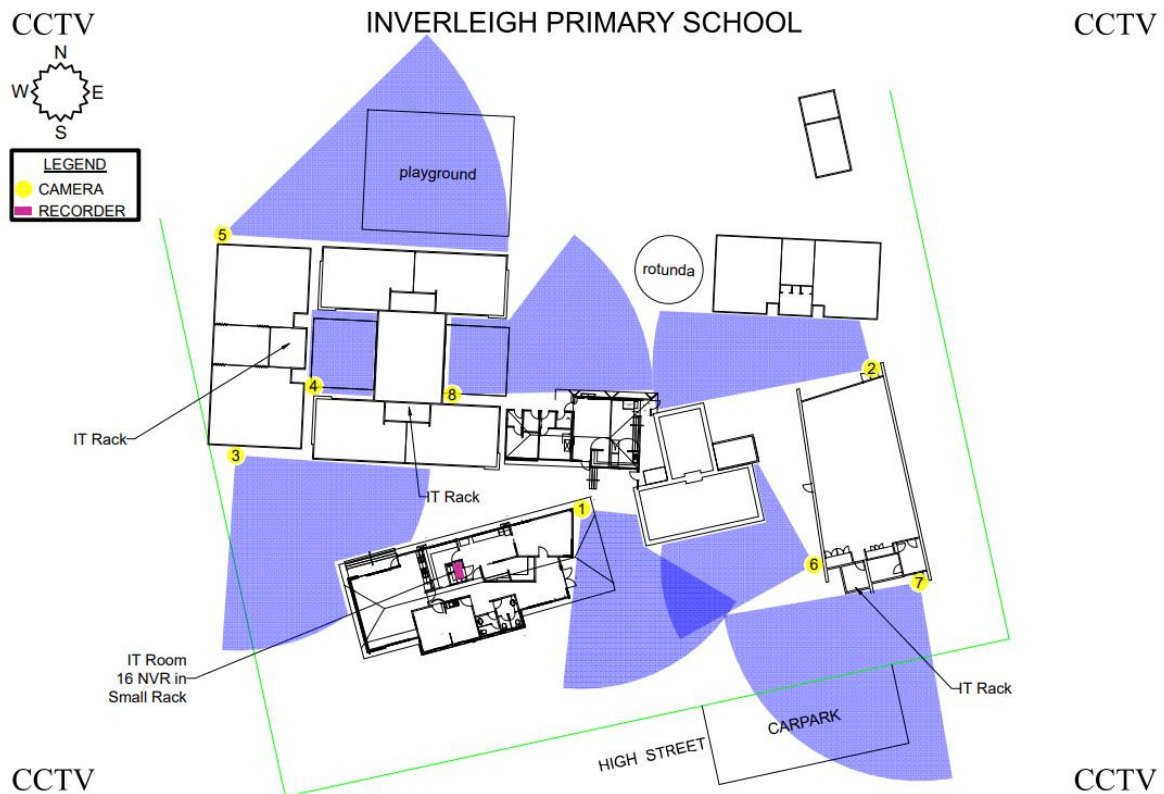 CCTV
INVERLEIGH PRIMARY SCHOOL
CCTV
N
W
E
S
LEGEND
CAMERA
RECORDER
playground
5
rotunda
2
4
8
IT Rack
3
IT Rack
1
6
7
IT Room
16 NVR in
Small Rack
IT Rack
CARPARK
HIGH STREET
CCTV
CCTV